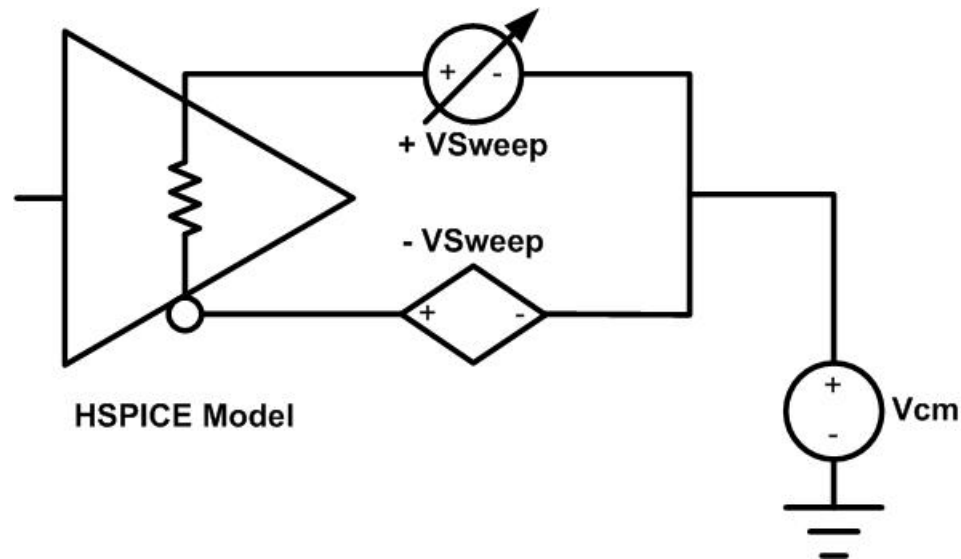 + -
+ VSweep
- VSweep
+ -
HSPICE Model
+
Vcm
-